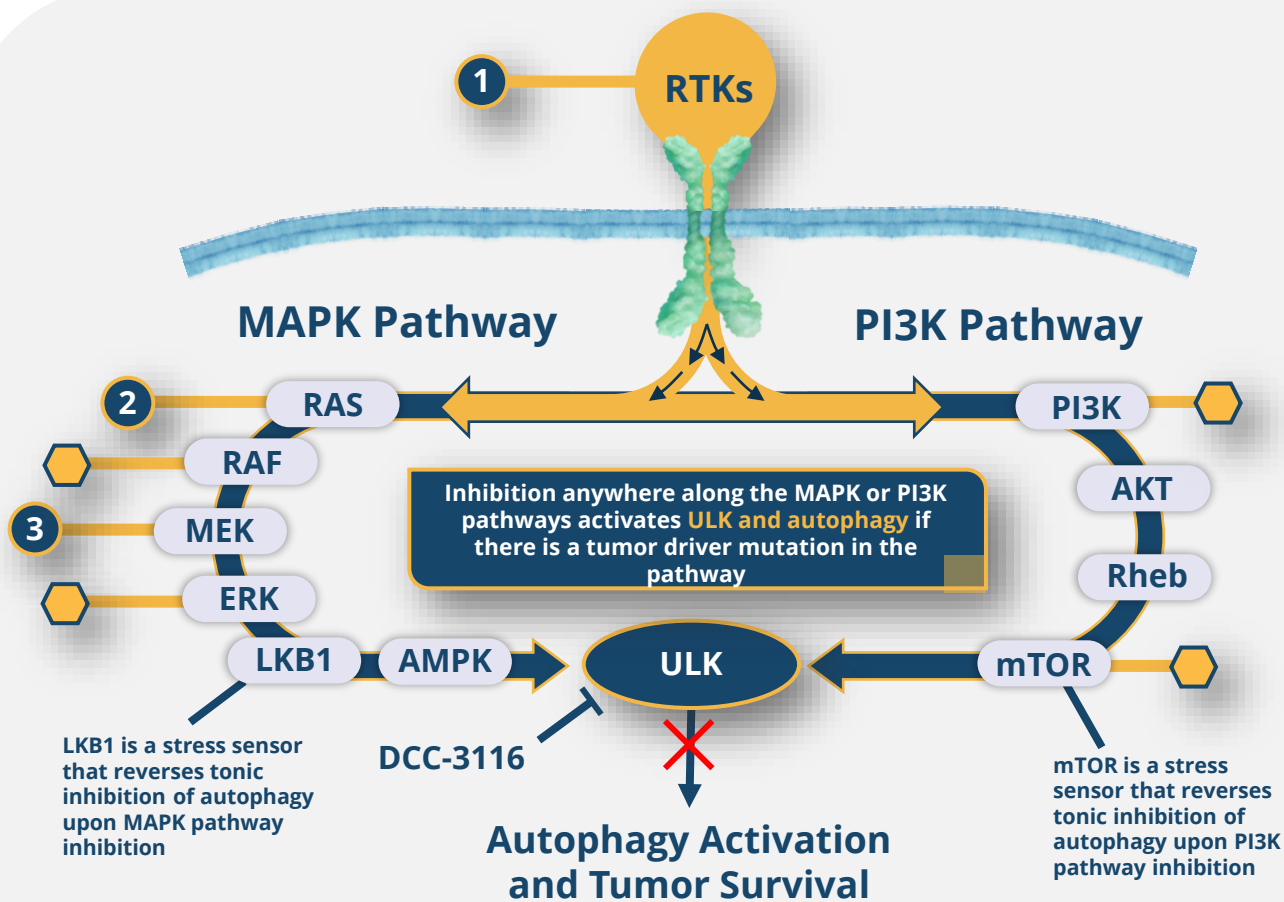 1
RTKs
MAPK Pathway
PI3K Pathway
2
RAS
PI3K
RAF
AKT
3
MEK
Inhibition anywhere along the MAPK or PI3K
pathways activates ULK and autophagy if
there is a tumor driver mutation in the
pathway
Rheb
ERK
LKB1
AMPK
ULK
mTOR
DCC-3116
LKB1 is a stress sensor
that reverses tonic
inhibition of autophagy
upon MAPK pathway
inhibition
mTOR is a stress
sensor that reverses
tonic inhibition of
autophagy upon PI3K
pathway inhibition
Autophagy Activation
and Tumor Survival